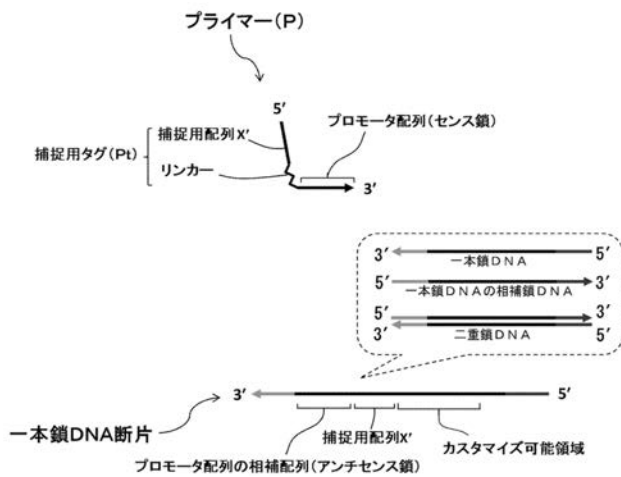 プライマー(P)
5′
プロモータ配列(センス鎖)
捕捉用配列X′
捕捉用タグ(Pt)
リンカー
3′
3′ 5′
一本鎖DNA
5′ 3′
一本鎖DNAの相補鎖DNA
5′ 3′
3′ 5′
二重鎖DNA
3′ 5′
一本鎖DNA断片
捕捉用配列X′
カスタマイズ可能領域
プロモータ配列の相補配列(アンチセンス鎖)